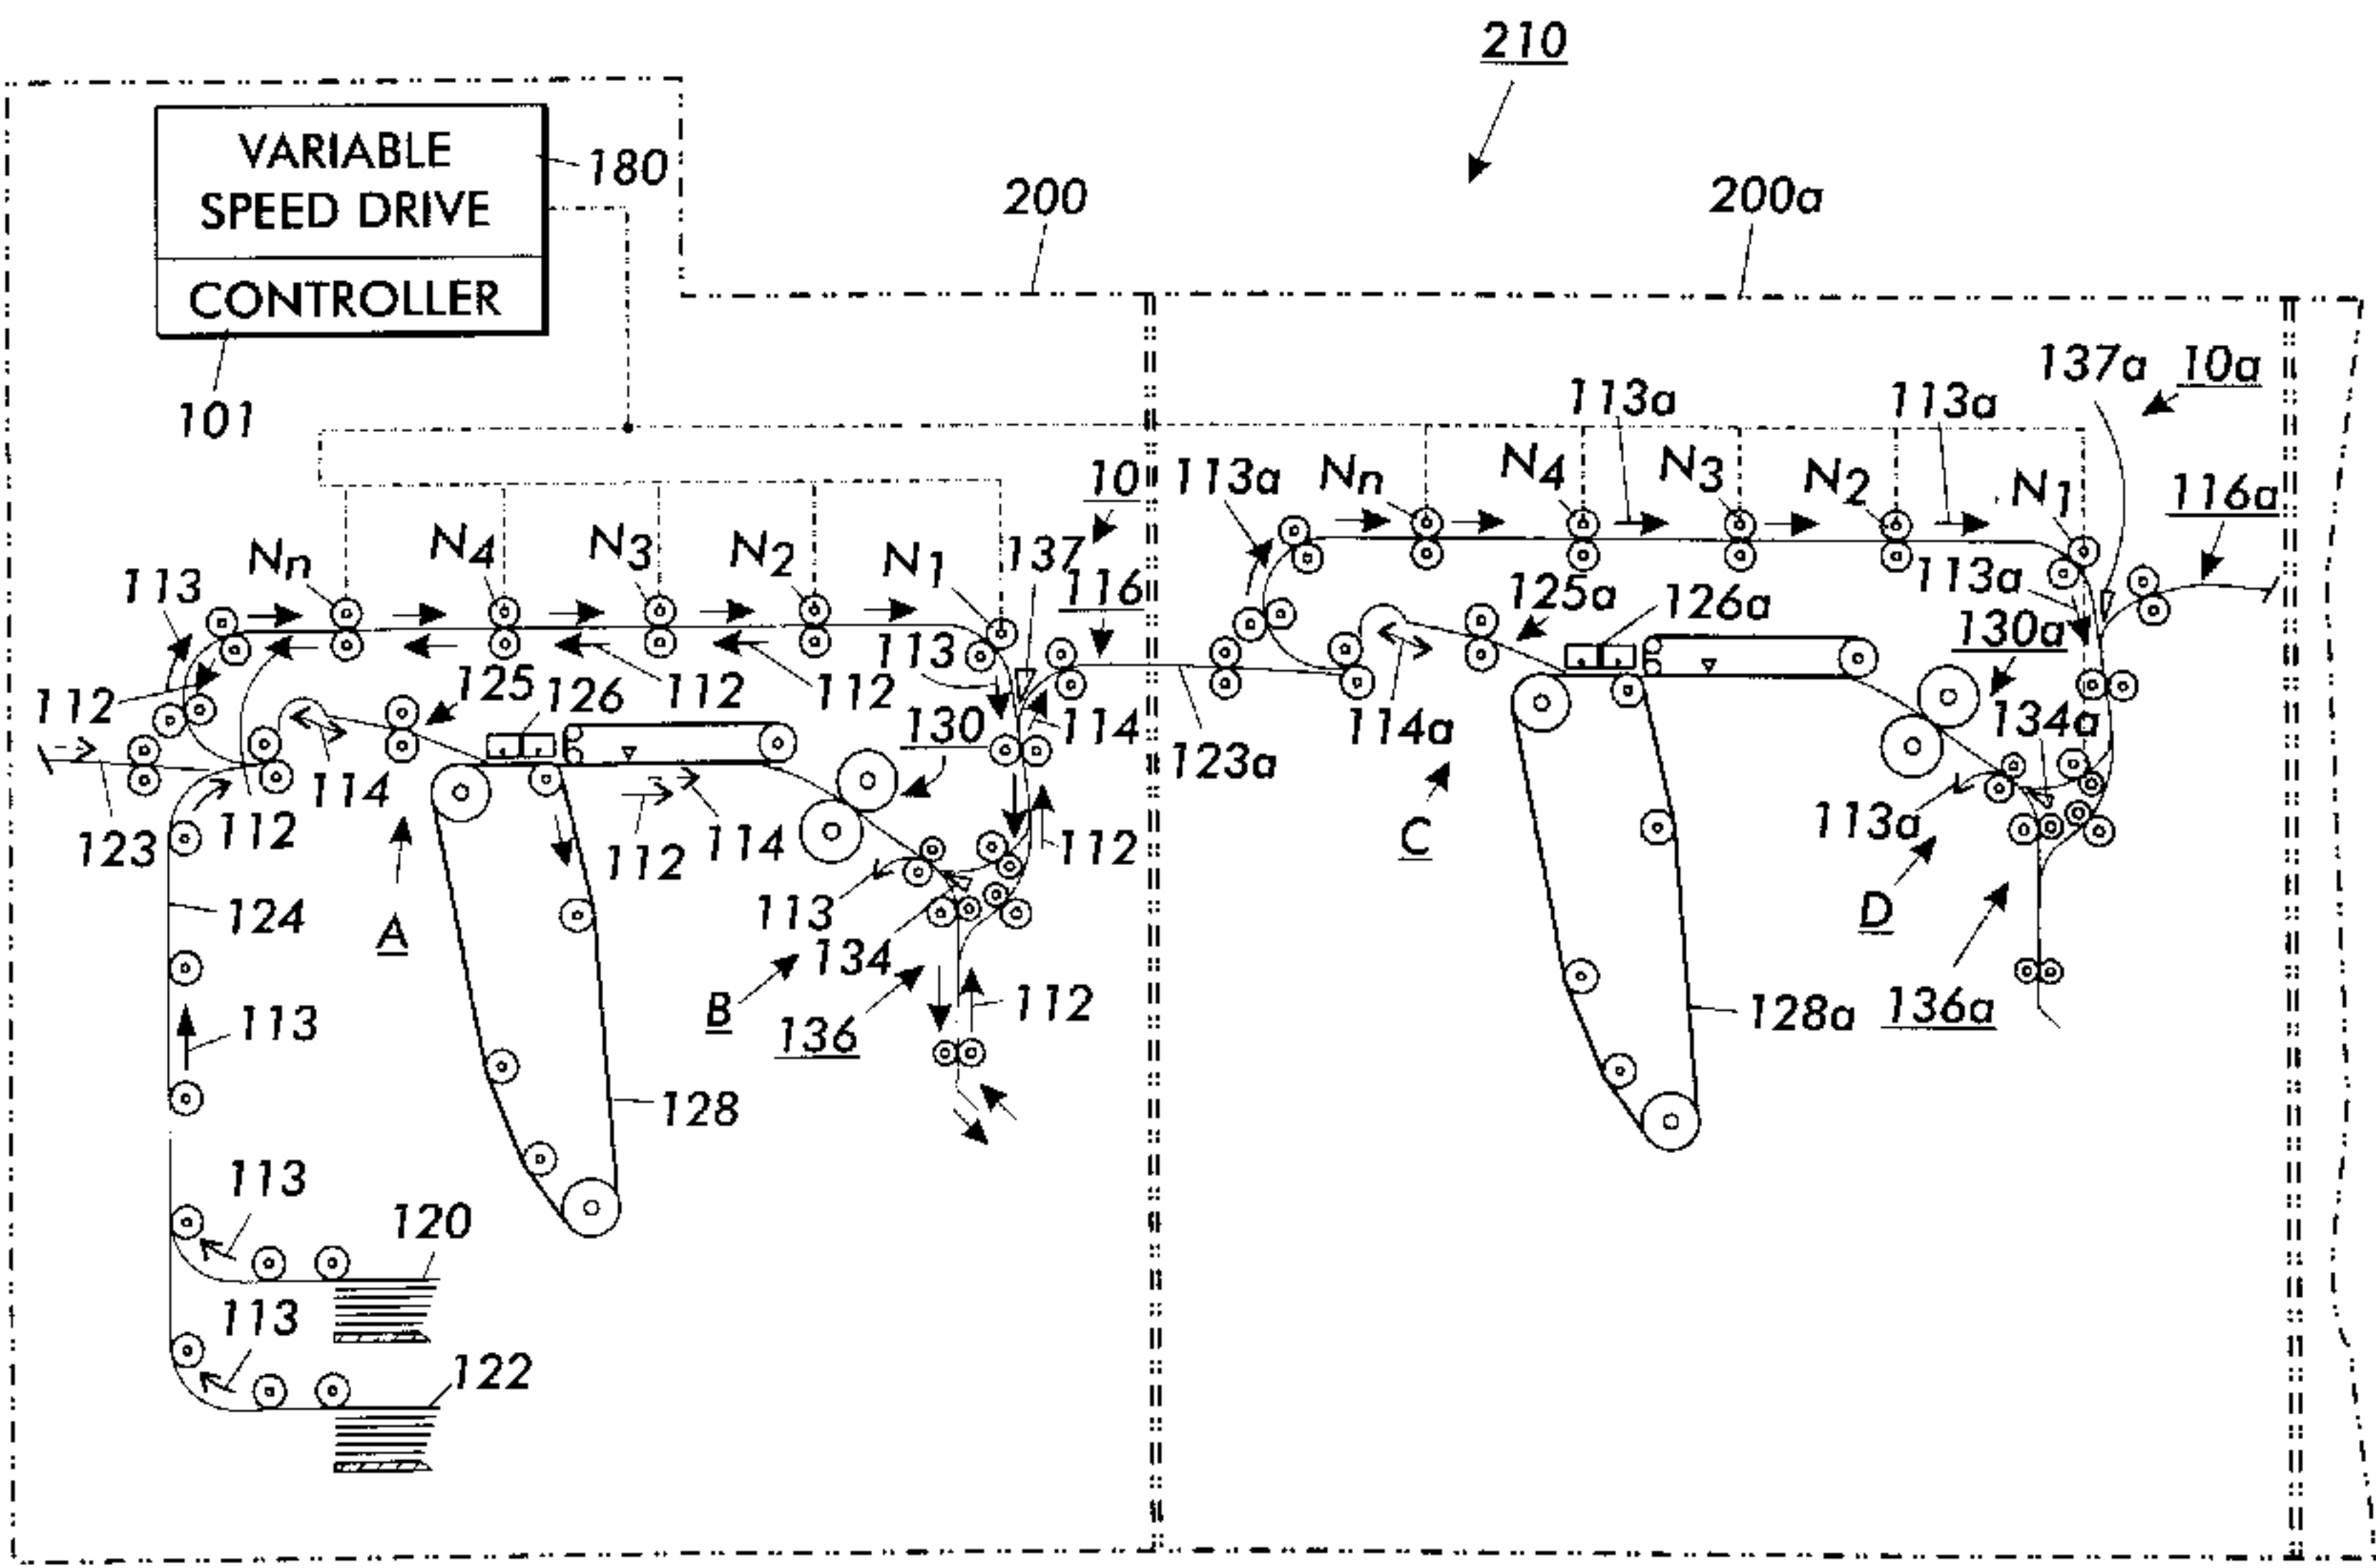 210
VARIABLE
SPEED DRIVE
180
CONTROLLER
101
200
200a
137a
10a
113a
113a
113a
Nn
N4
N3
N2
N1
116a
10
Nn
N4
N3
N2
N1
137
116
113
113
112
125
126
112
112
114
130
123a
114a
125a
126a
113a
130a
134a
112
114
123
112
112
114
112
C
113a
D
124
A
113
134
B
136
112
136a
128a
113
128
113
120
113
122